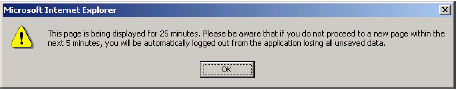 Microsoft Internet Explorer
This page is being displayed for 25 minutes. Please be aware that if you do not proceed to a new page within the
next 5 minutes, you will be automatically logged out from the application losing all unsaved data.
OK